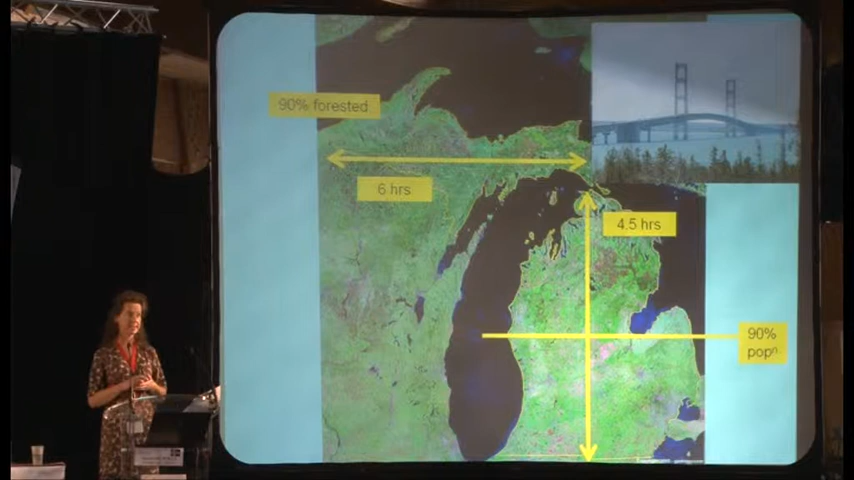 90% forested
6 hrs
4.5 hrs
90%
popⁿ